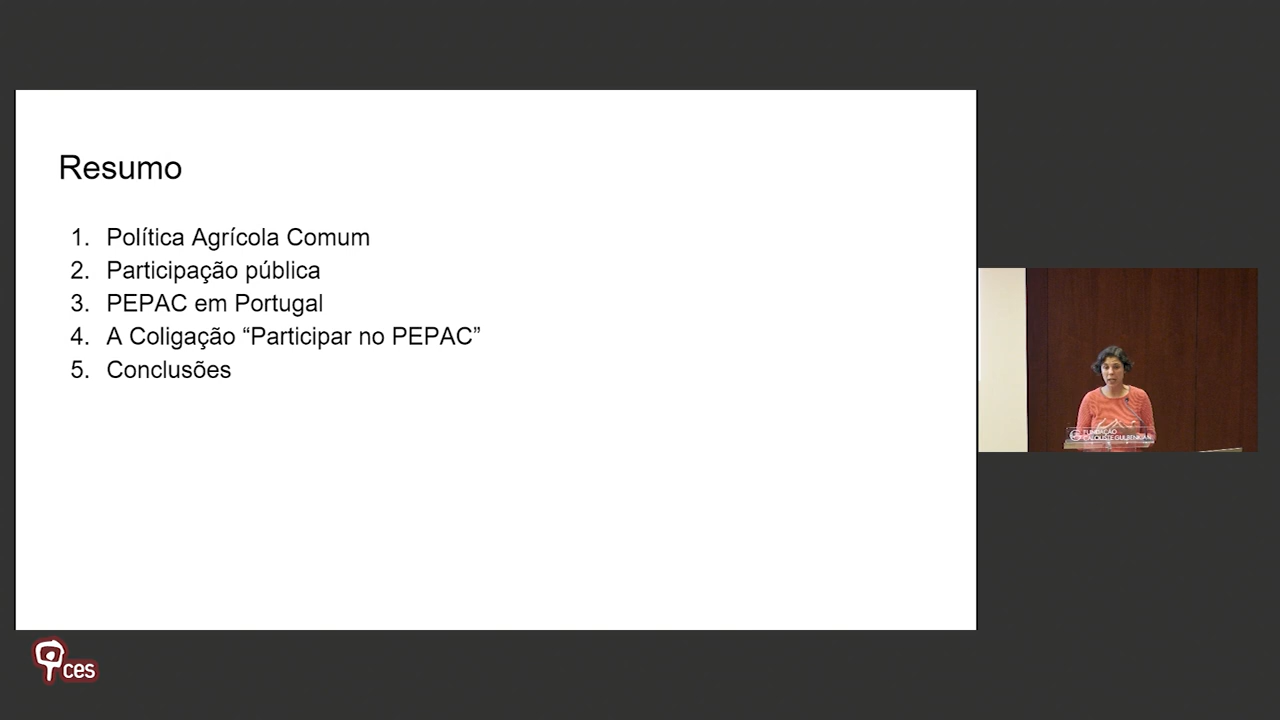 Resumo
1. Política Agrícola Comum
2. Participação pública
3. PEPAC em Portugal
4. A Coligação “Participar no PEPAC”
5. Conclusões
FUNDAÇÃO
CALOUSTE GULBENKIAN
ces